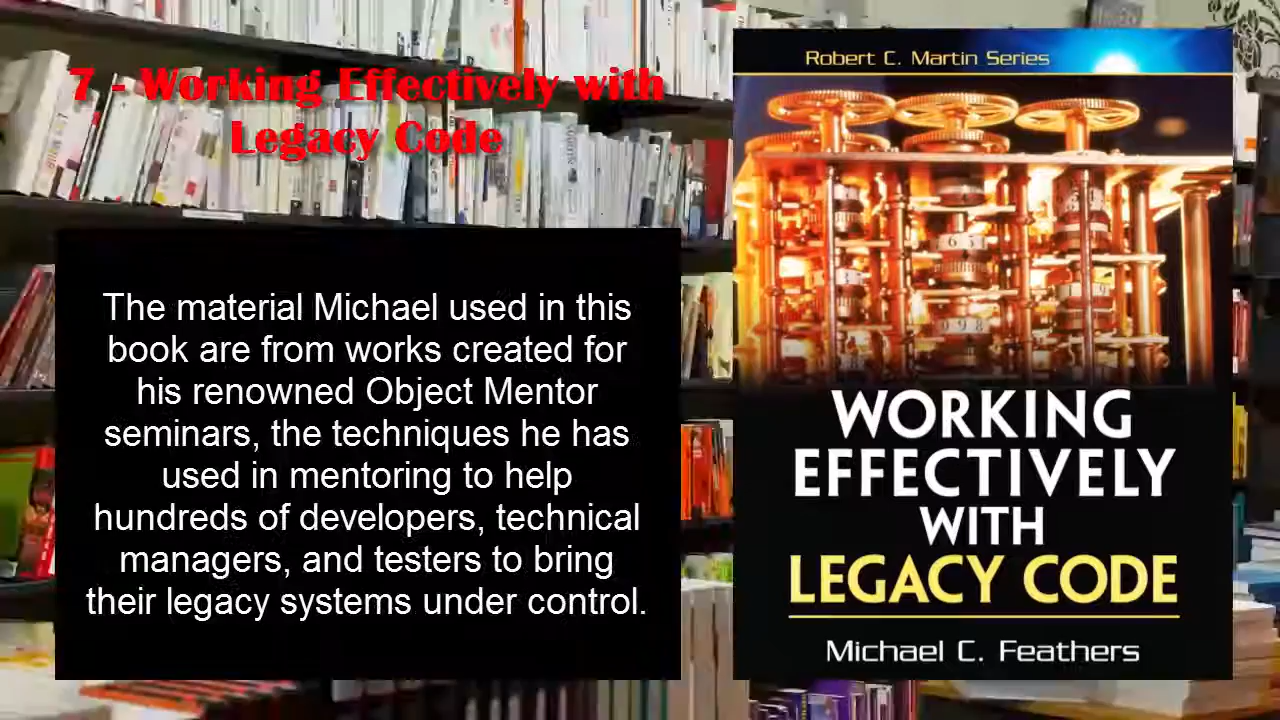 7 - Working Effectively with
Legacy Code
The material Michael used in this
book are from works created for
his renowned Object Mentor
seminars, the techniques he has
used in mentoring to help
hundreds of developers, technical
managers, and testers to bring
their legacy systems under control.
Robert C. Martin Series
WORKING
EFFECTIVELY
WITH
LEGACY CODE
Michael C. Feathers